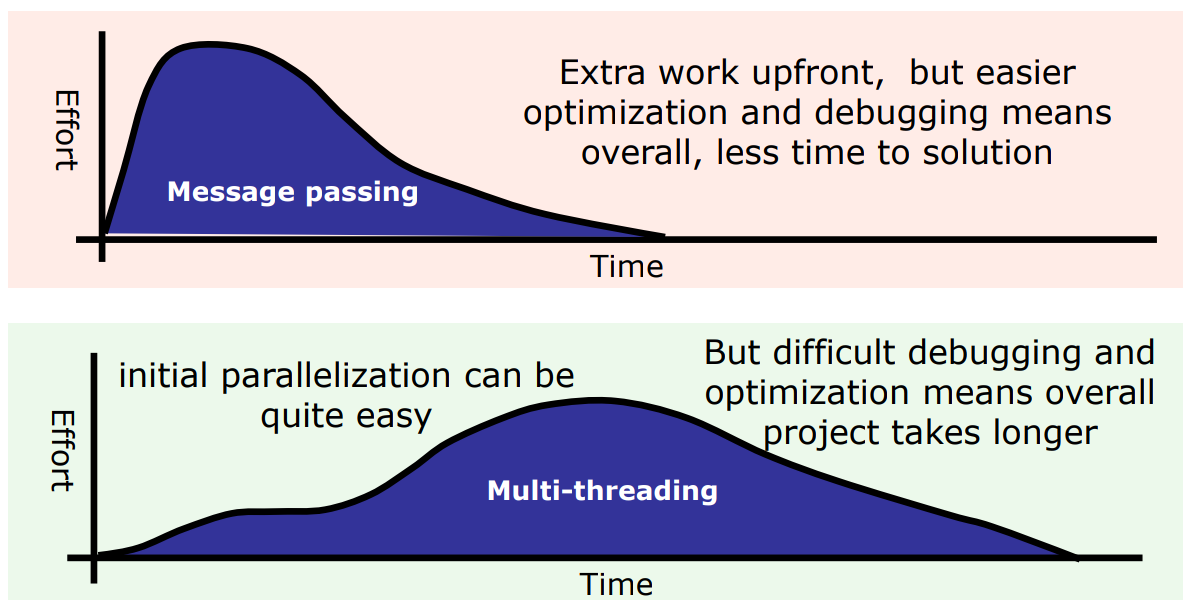 Effort
Extra work upfront,  but easier
optimization and debugging means
overall, less time to solution
Message passing
Time
Effort
initial parallelization can be
quite easy
But difficult debugging and
optimization means overall
project takes longer
Multi-threading
Time